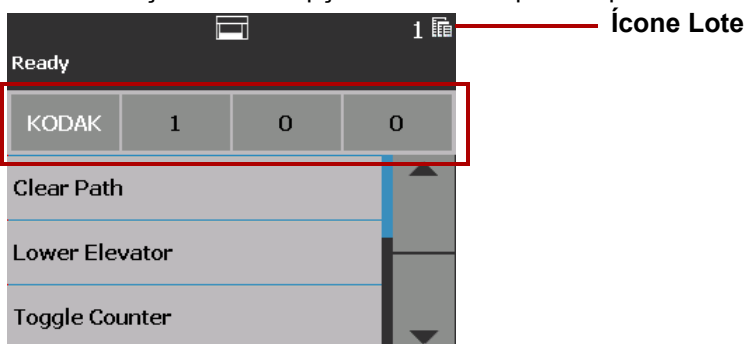 1 Ícone Lote
Ready
KODAK 1 0 0
Clear Path
Lower Elevator
Toggle Counter